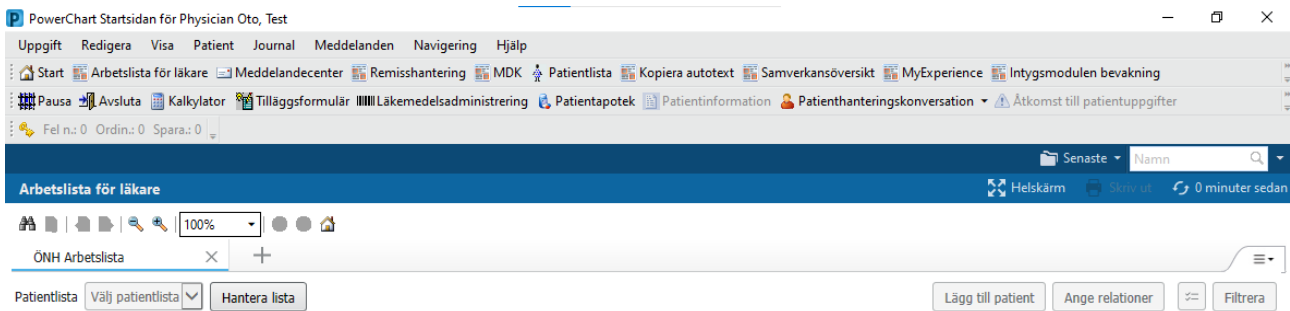 PowerChart Startsidan för Physician Oto, Test
Uppgift Redigera Visa Patient Journal Meddelanden Navigering Hjälp
Start Arbetslista för läkare Meddelandecenter Remisshantering MDK Patientlista Kopiera autotext Samverkansöversikt MyExperience Intygsmodulen bevakning
Pausa Avsluta Kalkylator Tilläggsformulär Läkemedelsadministrering Patientapotek Patientinformation Patienthanteringskonversation Åtkomst till patientuppgifter
Fel n.: 0 Ordin.: 0 Spara.: 0
Senaste Namn
Arbetslista för läkare Helskärm Skriv ut 0 minuter sedan
100%
ÖNH Arbetslista
Patientlista Välj patientlista Hantera lista Lägg till patient Ange relationer Filtrera